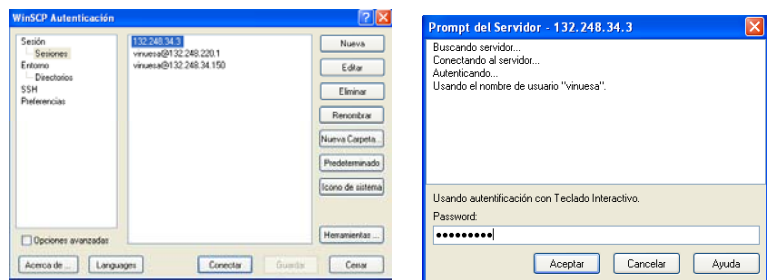 WinSCP Autenticación
Sesión
Sesiones
Entorno
Directorios
SSH
Preferencias
132.248.34.3
vinuesa@132.248.220.1
vinuesa@132.248.34.150
Nueva
Editar
Eliminar
Renombrar
Nueva Carpeta...
Predeterminado
Icono de sistema
Herramientas ...
Opciones avanzadas
Acerca de ...
Languages
Conectar
Guardar
Cerrar
Prompt del Servidor - 132.248.34.3
Buscando servidor...
Conectando al servidor...
Autenticando...
Usando el nombre de usuario "vinuesa".
Usando autentificación con Teclado Interactivo.
Password:
●●●●●●●●●
Aceptar
Cancelar
Ayuda